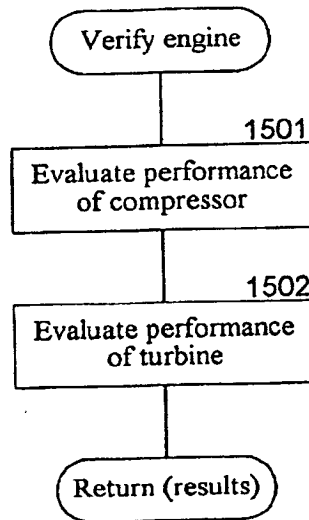 Verify engine
1501
Evaluate performance
of compressor
1502
Evaluate performance
of turbine
Return (results)